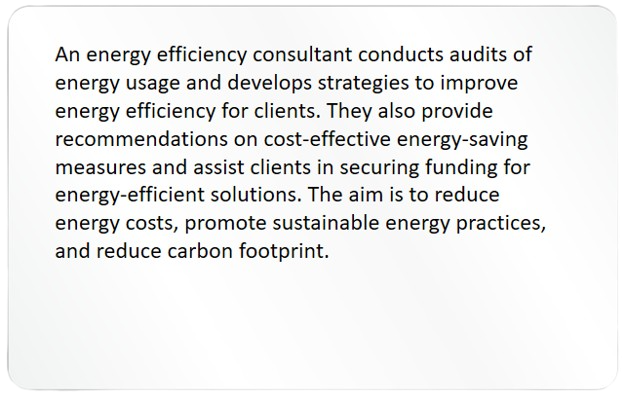 An energy efficiency consultant conducts audits of
energy usage and develops strategies to improve
energy efficiency for clients. They also provide
recommendations on cost-effective energy-saving
measures and assist clients in securing funding for
energy-efficient solutions. The aim is to reduce
energy costs, promote sustainable energy practices,
and reduce carbon footprint.